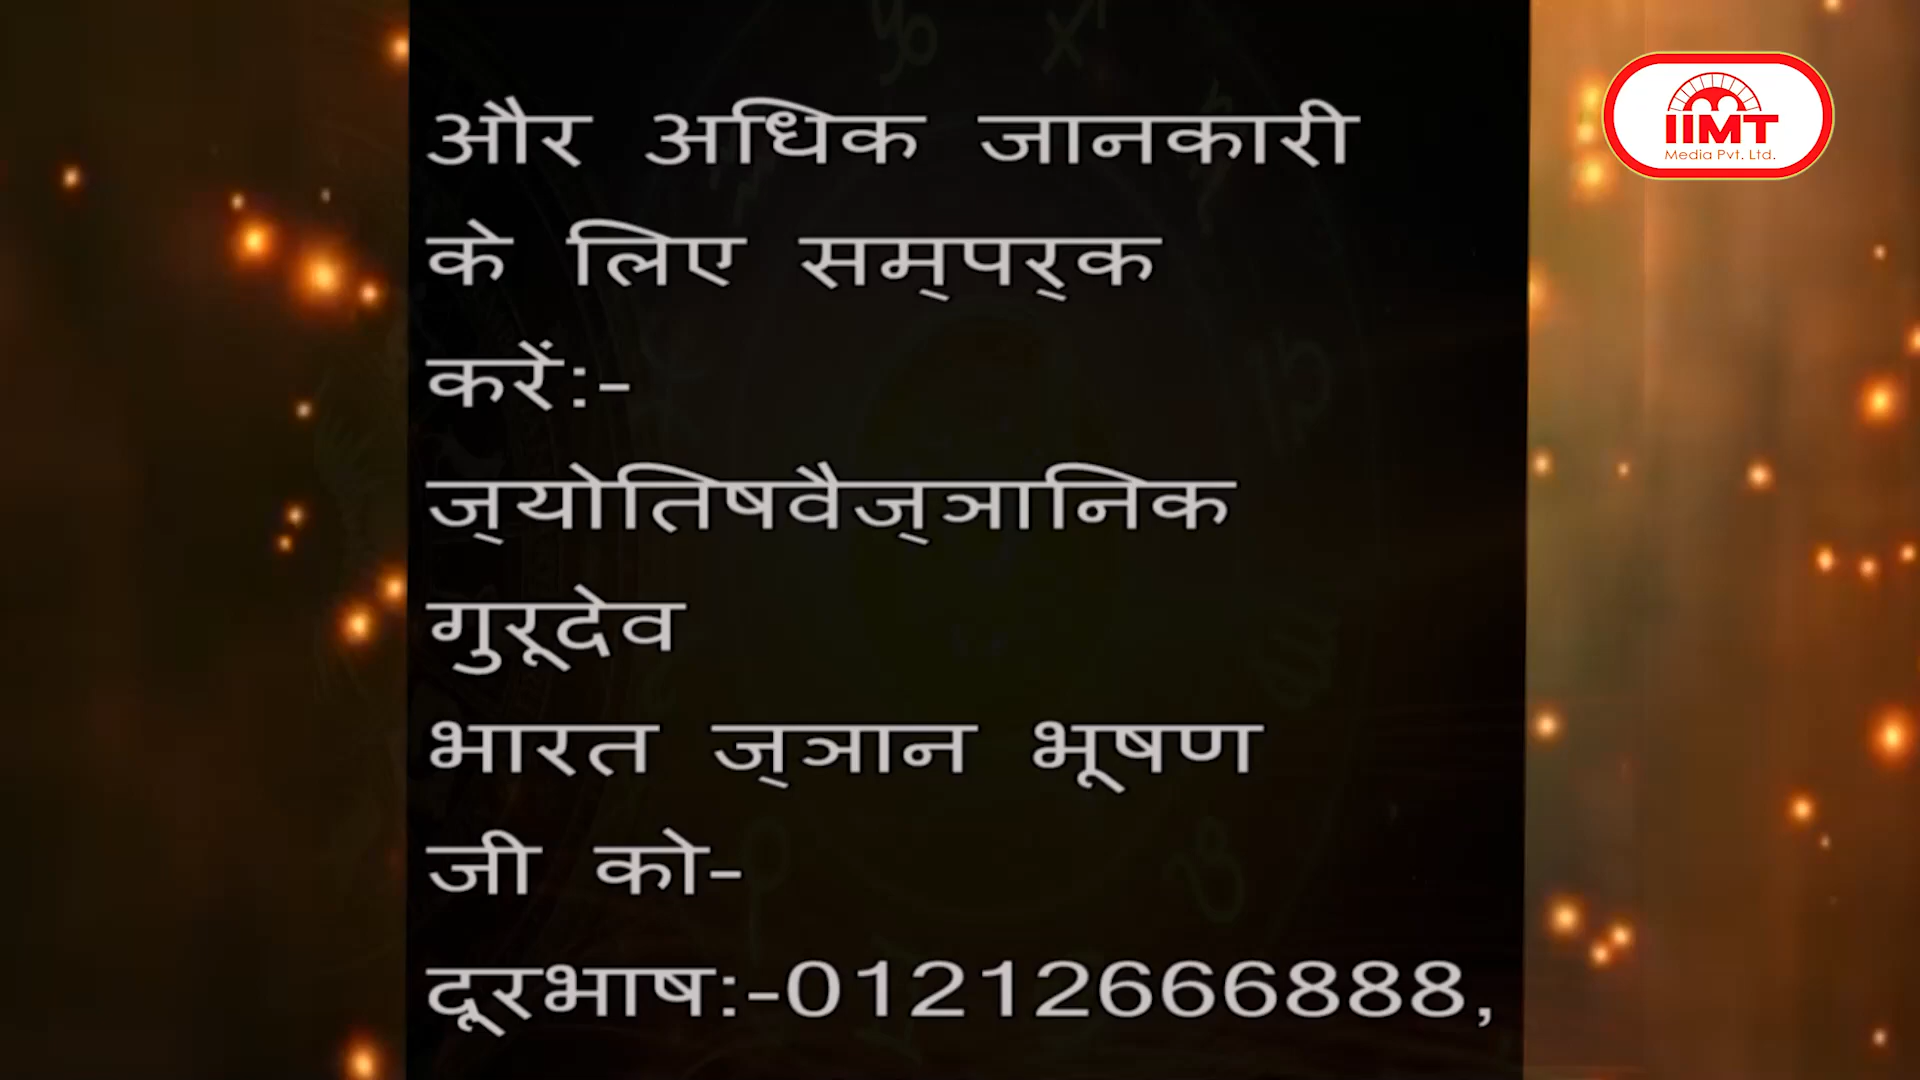 और अधिक जानकारी
के लिए सम्‌पर्‌क
करें:-
ज्‌योतिषवैज्‌ञानिक
गुरूदेव
भारत ज्‌ञान भूषण
जी को-
दूरभाष:-01212666888,
IIMT
Media Pvt. Ltd.